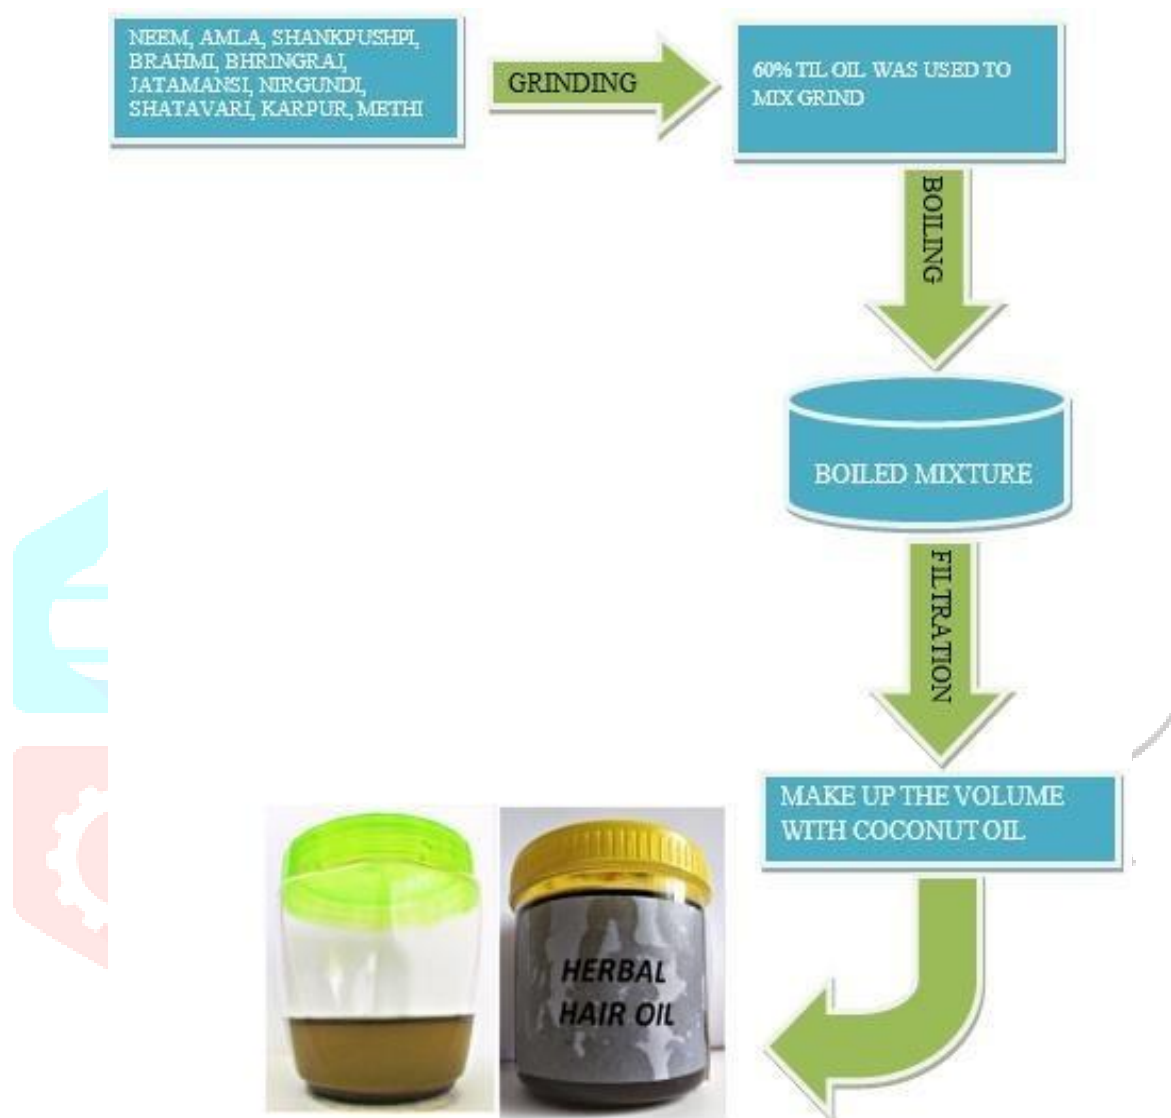 NEEM, AMLA, SHANKPUSHPI,
BRAHMI, BHRINGRAJ,
JATAMANSI, NIRGUNDI,
SHATAVARI, KARPUR, METHI
GRINDING
60% TIL OIL WAS USED TO
MIX GRIND
BOILING
BOILED MIXTURE
FILTRATION
MAKE UP THE VOLUME
WITH COCONUT OIL
HERBAL
HAIR OIL